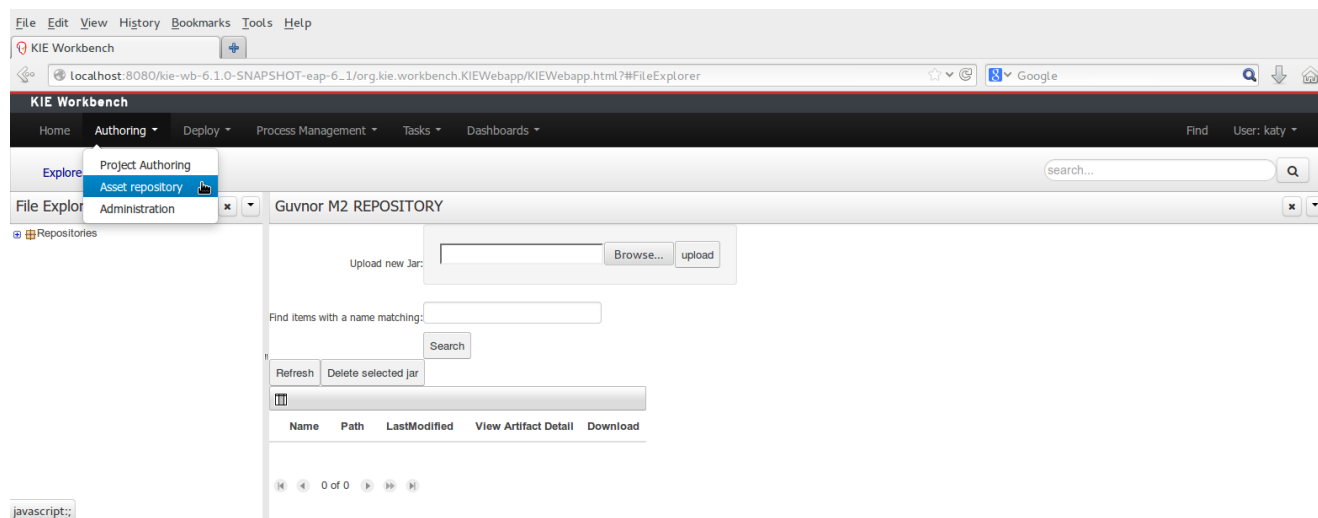 File Edit View History Bookmarks Tools Help
KIE Workbench
localhost:8080/kie-wb-6.1.0-SNAPSHOT-eap-6_1/org.kie.workbench.KIEWebapp/KIEWebapp.html?#FileExplorer
Google
KIE Workbench
Home Authoring Deploy Process Management Tasks Dashboards Find User: katy
Project Authoring
Explore
search...
Asset repository
File Explor
Administration
Guvnor M2 REPOSITORY
Repositories
Upload new Jar:
Browse... upload
Find items with a name matching:
Search
Refresh Delete selected jar
Name Path LastModified View Artifact Detail Download
0 of 0
javascript:;